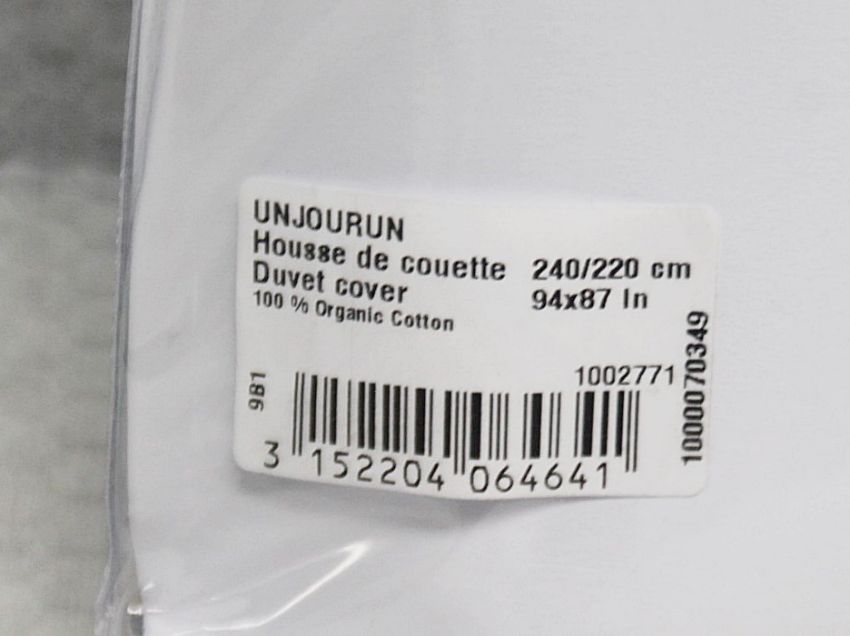 UNJOURUN
Housse de couette 240/220 cm
Duvet cover 94x87 In
100 % Organic Cotton
1002771
1000070349
9B1
3 152204 064641